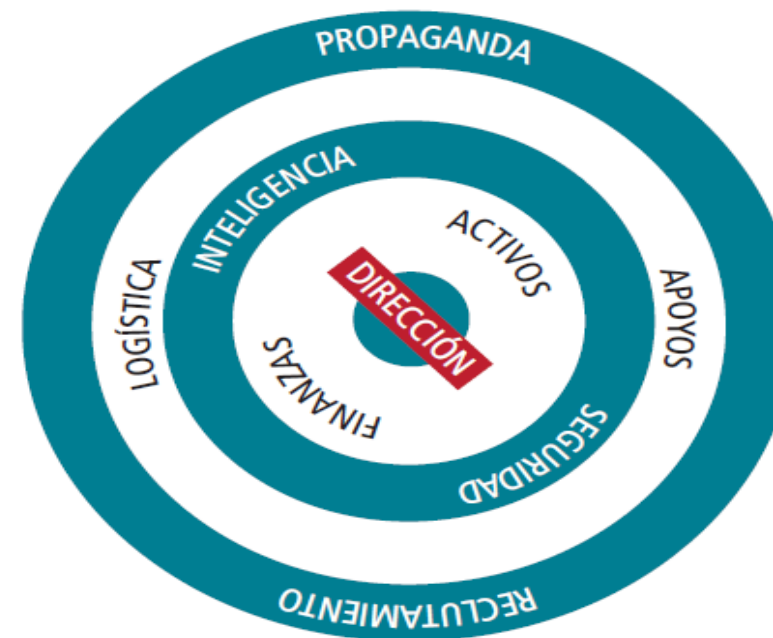 PROPAGANDA
INTELIGENCIA
ACTIVOS
LOGÍSTICA
DIRECCIÓN
APOYOS
FINANZAS
SEGURIDAD
RECLUTAMIENTO